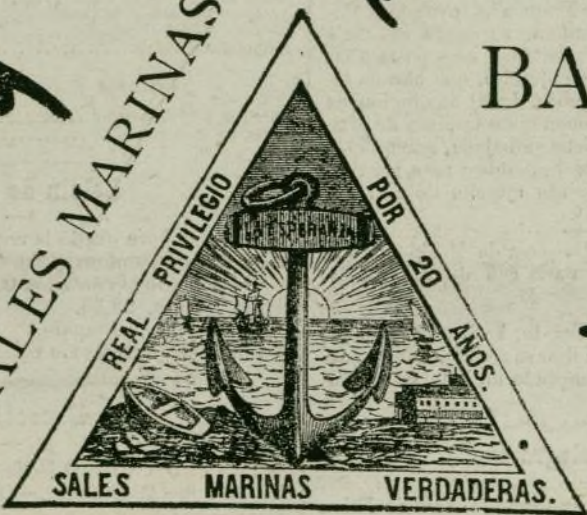 SALES MARINAS
BA
LA ESPERANZA
REAL PRIVILEGIO
POR 20 AÑOS.
SALES MARINAS VERDADERAS.